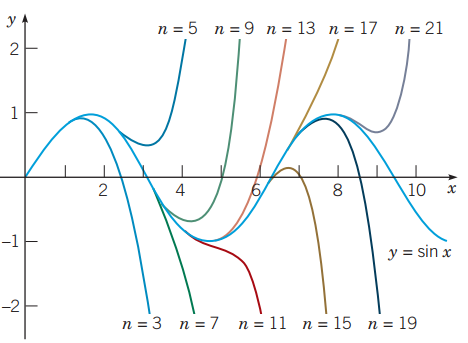 y
n = 5 n = 9 n = 13 n = 17 n = 21
2
1
2 4 6 8 10 x
–1
y = sin x
–2
n = 3 n = 7 n = 11 n = 15 n = 19